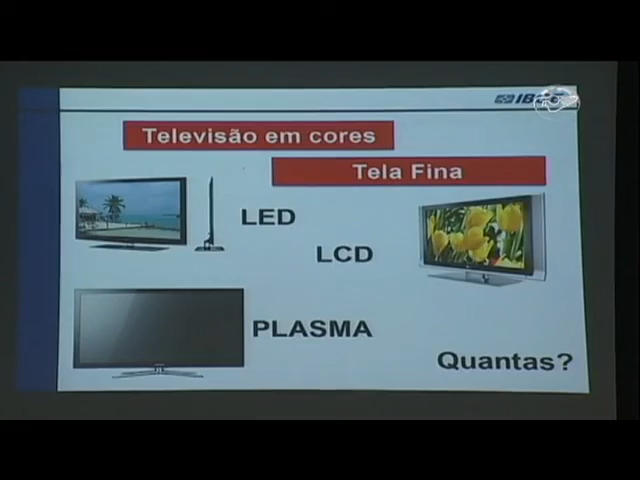 Televisão em cores
Tela Fina
LED
LCD
PLASMA
Quantas?